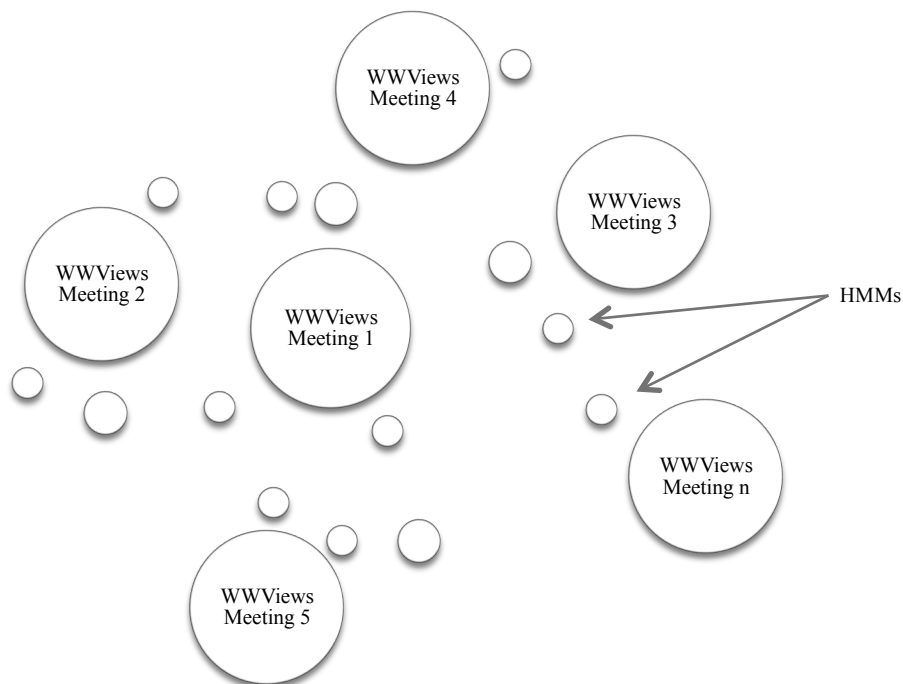 WWViews
Meeting 4
WWViews
Meeting 3
WWViews
Meeting 2
HMMs
WWViews
Meeting 1
WWViews
Meeting n
WWViews
Meeting 5